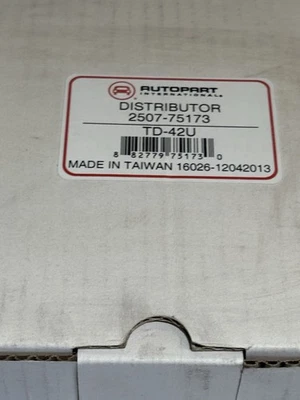 AUTOPART
INTERNATIONAL
DISTRIBUTOR
2507-75173
TD-42U
8 82779 75173 0
MADE IN TAIWAN 16026-12042013